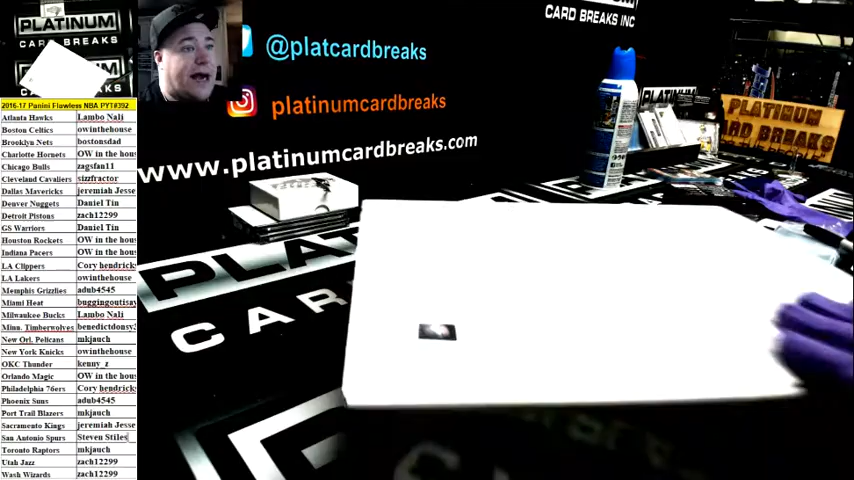 PLATINUM
CARD BREAKS
CARD BREAKS INC
@platcardbreaks
platinumcardbreaks
www.platinumcardbreaks.com
PLATINUM CARD BREAKS
PLATINUM
CARD BREAKS
2016-17 Panini Flawless NBA PYT#392
Atlanta Hawks Lambo Nali
Boston Celtics owinthehouse
Brooklyn Nets bostonsdad
Charlotte Hornets OW in the hous
Chicago Bulls zagsfan11
Cleveland Cavaliers sizzfractor
Dallas Mavericks jeremiah Jesse
Denver Nuggets Daniel Tin
Detroit Pistons zach12299
GS Warriors Daniel Tin
Houston Rockets OW in the hous
Indiana Pacers OW in the hous
LA Clippers Cory hendrick
LA Lakers owinthehouse
Memphis Grizzlies adub4545
Miami Heat buggingoutisay
Milwaukee Bucks Lambo Nali
Minn. Timberwolves benedictdonsy
New Orl. Pelicans mkjauch
New York Knicks owinthehouse
OKC Thunder kenny_z
Orlando Magic OW in the hous
Philadelphia 76ers Cory hendrick
Phoenix Suns adub4545
Port Trail Blazers mkjauch
Sacramento Kings jeremiah Jesse
San Antonio Spurs Steven Stiles
Toronto Raptors mkjauch
Utah Jazz zach12299
Wash Wizards zach12299
PL
CAR